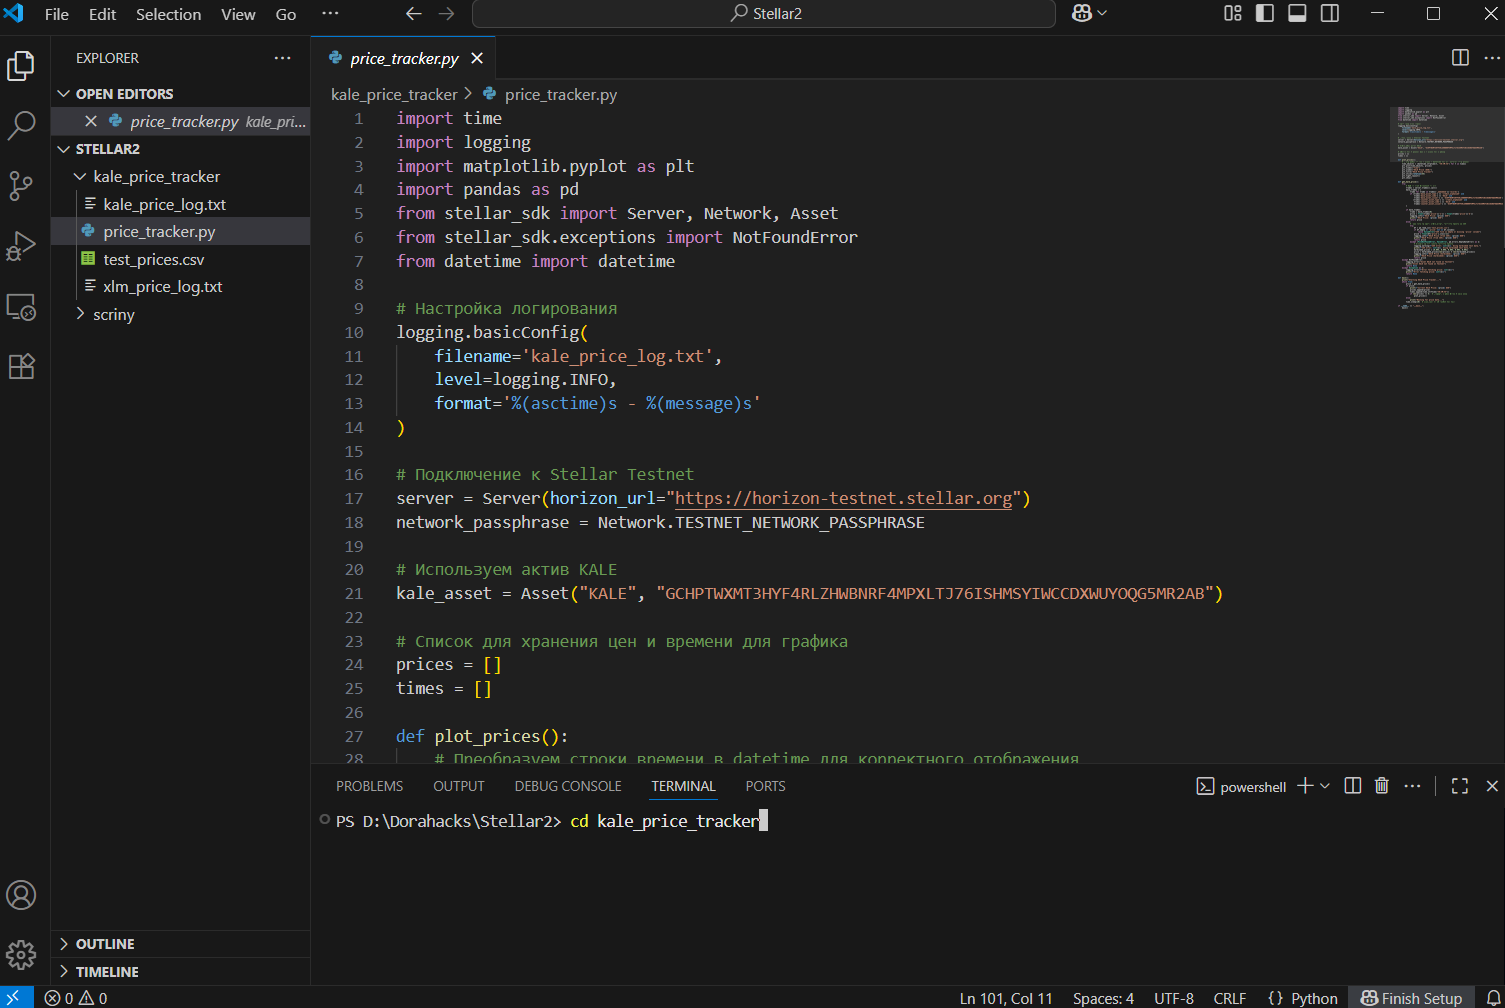 File Edit Selection View Go ···
Stellar2
EXPLORER ···
OPEN EDITORS
price_tracker.py kale_pri...
STELLAR2
kale_price_tracker
kale_price_log.txt
price_tracker.py
test_prices.csv
xlm_price_log.txt
scriny
OUTLINE
TIMELINE
price_tracker.py
kale_price_tracker > price_tracker.py
1 import time
2 import logging
3 import matplotlib.pyplot as plt
4 import pandas as pd
5 from stellar_sdk import Server, Network, Asset
6 from stellar_sdk.exceptions import NotFoundError
7 from datetime import datetime
8
9 # Настройка логирования
10 logging.basicConfig(
11 filename='kale_price_log.txt',
12 level=logging.INFO,
13 format='%(asctime)s - %(message)s'
14 )
15
16 # Подключение к Stellar Testnet
17 server = Server(horizon_url="https://horizon-testnet.stellar.org")
18 network_passphrase = Network.TESTNET_NETWORK_PASSPHRASE
19
20 # Используем актив KALE
21 kale_asset = Asset("KALE", "GCHPTWXMT3HYF4RLZHWBNRF4MPXLTJ76ISHMSYIWCCDXWUYOQG5MR2AB")
22
23 # Список для хранения цен и времени для графика
24 prices = []
25 times = []
26
27 def plot_prices():
28 # Преобразуем строки времени в datetime для корректного отображения
PROBLEMS OUTPUT DEBUG CONSOLE TERMINAL PORTS
powershell
PS D:\Dorahacks\Stellar2> cd kale_price_tracker
0 0
Ln 101, Col 11 Spaces: 4 UTF-8 CRLF {} Python Finish Setup